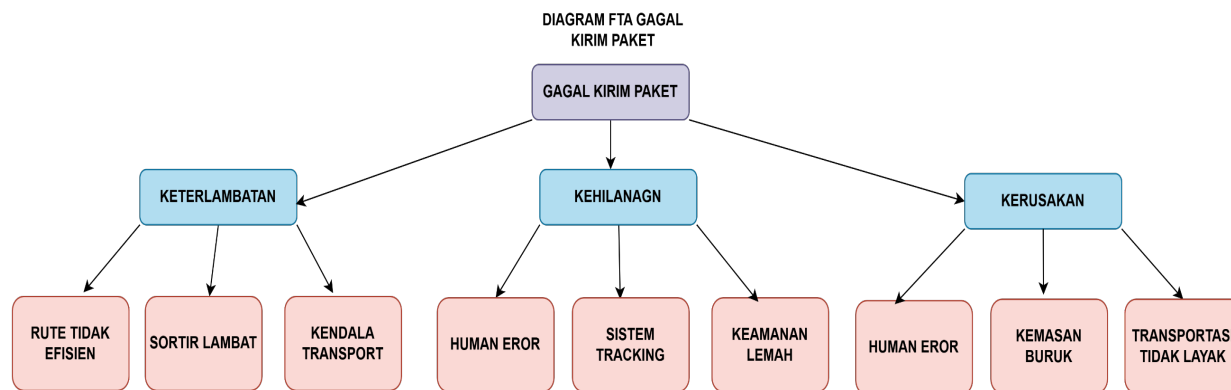 DIAGRAM FTA GAGAL
KIRIM PAKET
GAGAL KIRIM PAKET
KETERLAMBATAN
KEHILANAGN
KERUSAKAN
RUTE TIDAK
EFISIEN
SORTIR LAMBAT
KENDALA
TRANSPORT
HUMAN EROR
SISTEM
TRACKING
KEAMANAN
LEMAH
HUMAN EROR
KEMASAN
BURUK
TRANSPORTAS
TIDAK LAYAK